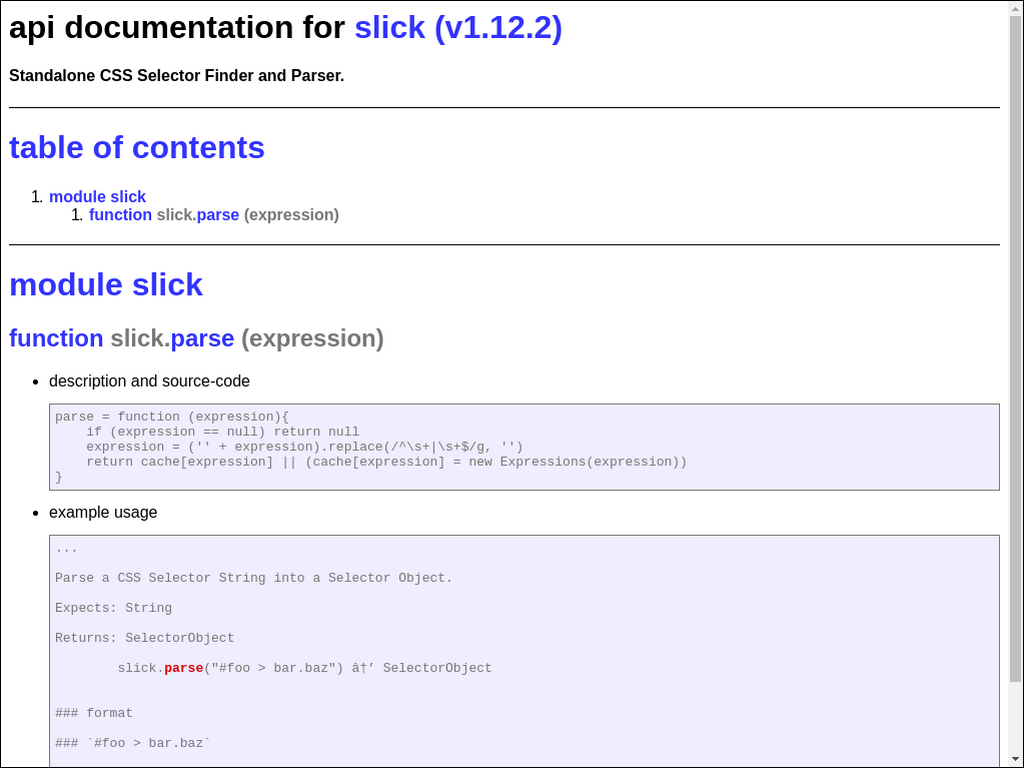 api documentation for slick (v1.12.2)
Standalone CSS Selector Finder and Parser.
table of contents
1. module slick
1. function slick.parse (expression)
module slick
function slick.parse (expression)
• description and source-code
parse = function (expression){
    if (expression == null) return null
    expression = ('' + expression).replace(/^\s+|\s+$/g, '')
    return cache[expression] || (cache[expression] = new Expressions(expression))
}
• example usage
...
Parse a CSS Selector String into a Selector Object.
Expects: String
Returns: SelectorObject
        slick.parse("#foo > bar.baz") â†’ SelectorObject
### format
### `#foo > bar.baz`